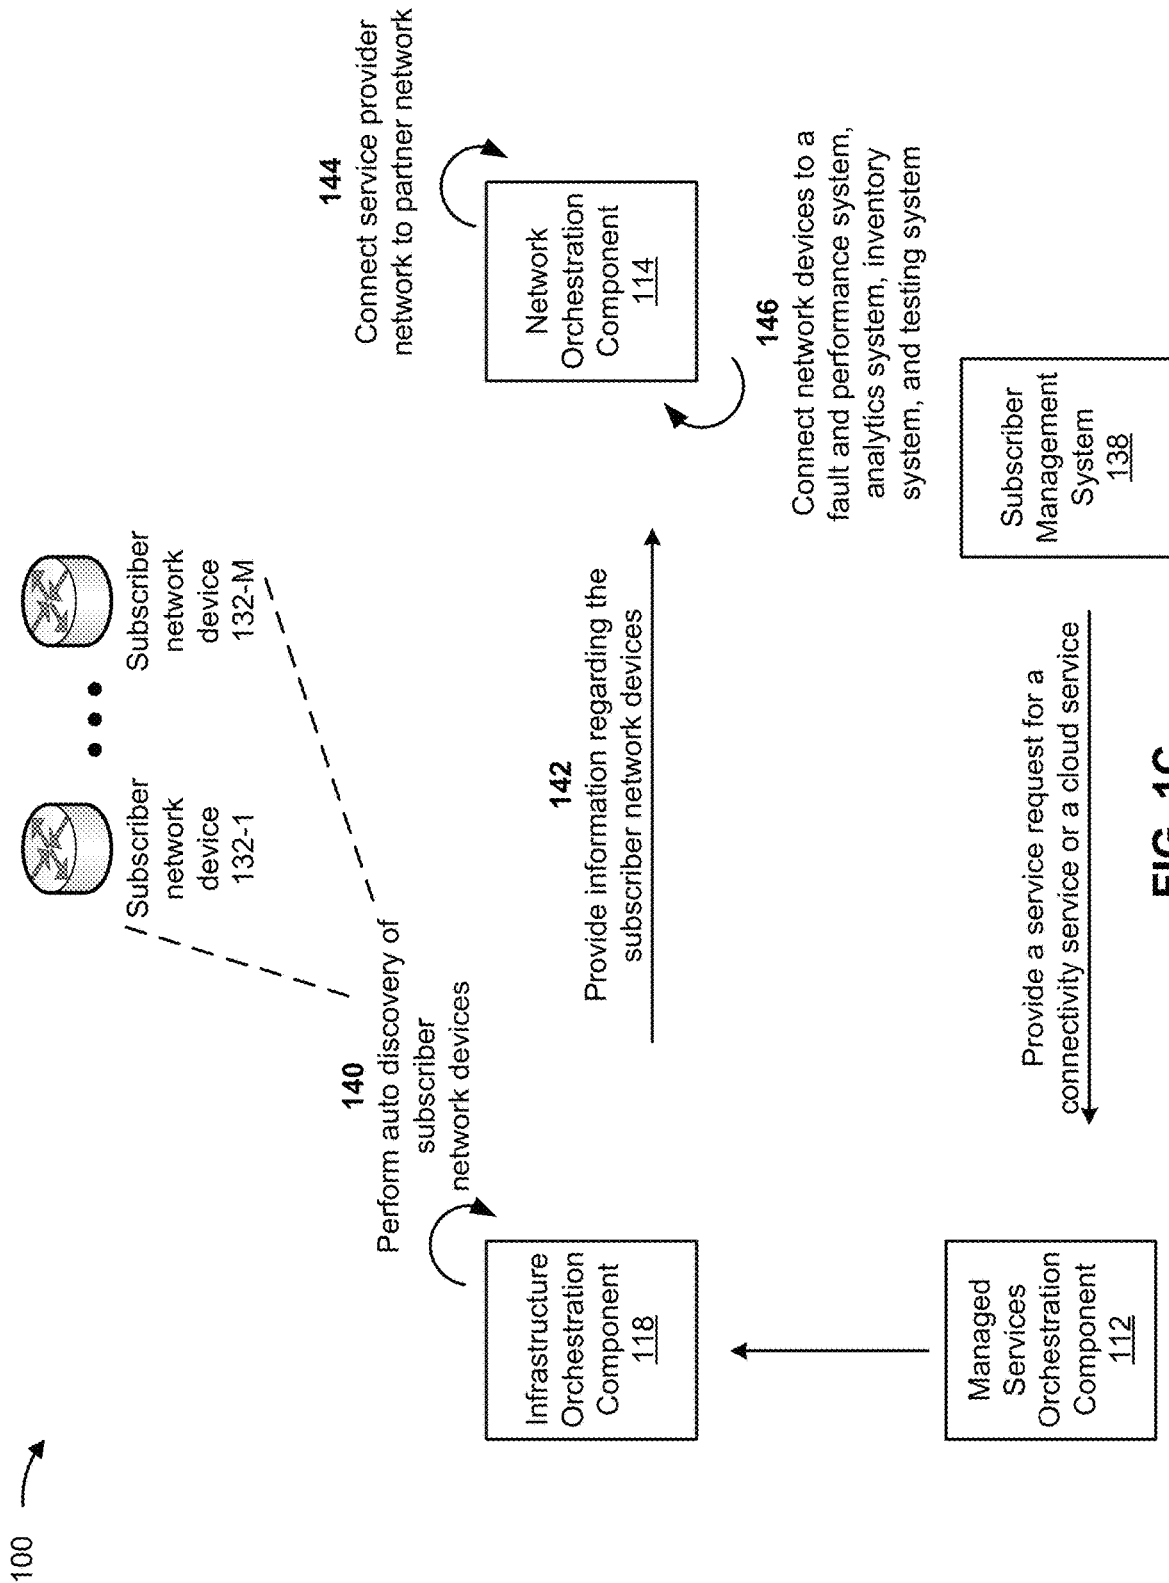 100
Subscriber
network
device
132-1
Subscriber
network
device
132-M
140
Perform auto discovery of
subscriber
network devices
144
Connect service provider
network to partner network
Infrastructure
Orchestration
Component
118
142
Provide information regarding the
subscriber network devices
Network
Orchestration
Component
114
146
Connect network devices to a
fault and performance system,
analytics system, inventory
system, and testing system
Managed
Services
Orchestration
Component
112
Provide a service request for a
connectivity service or a cloud service
Subscriber
Management
System
138
FIG. 1C